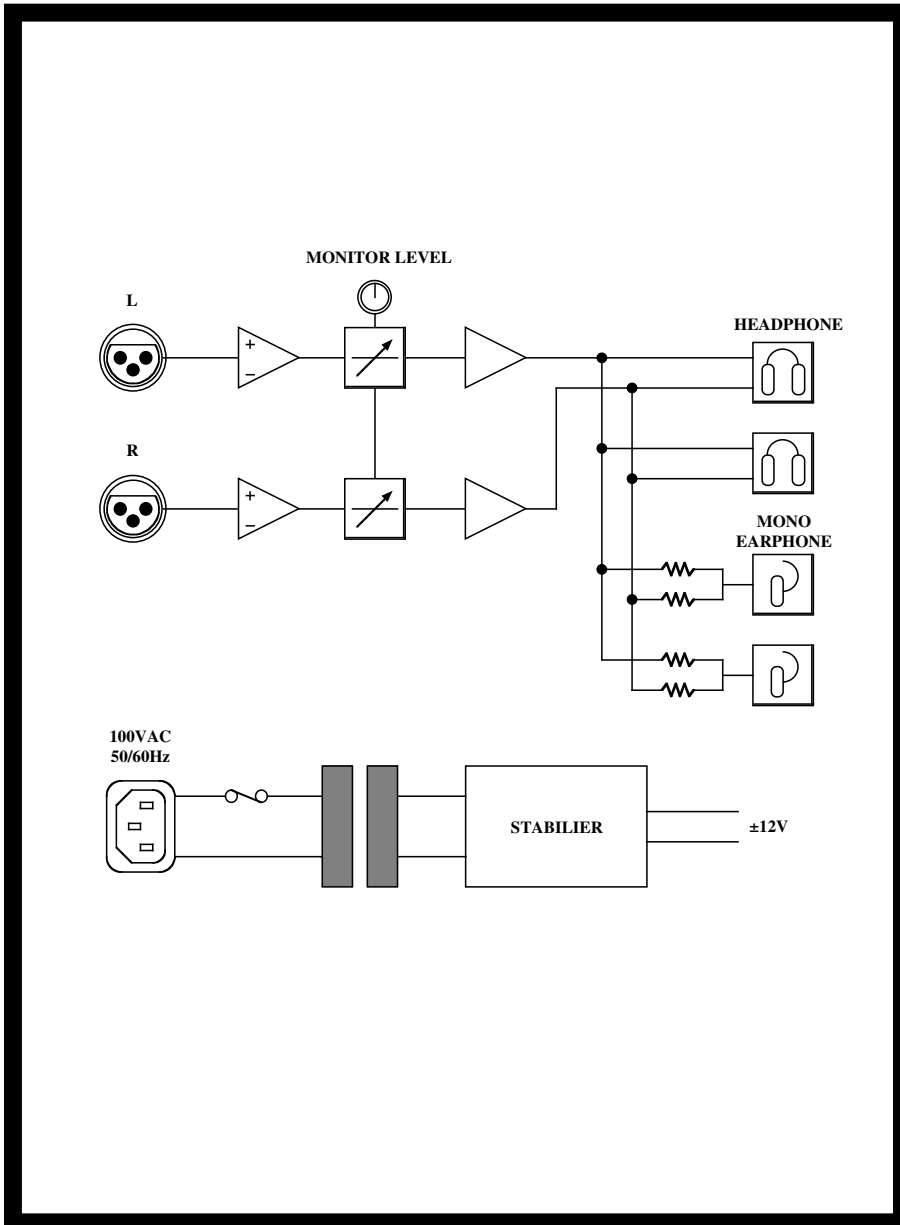 MONITOR LEVEL
L
HEADPHONE
+
−
R
+
−
MONO
EARPHONE
100VAC
50/60Hz
STABILIER
±12V